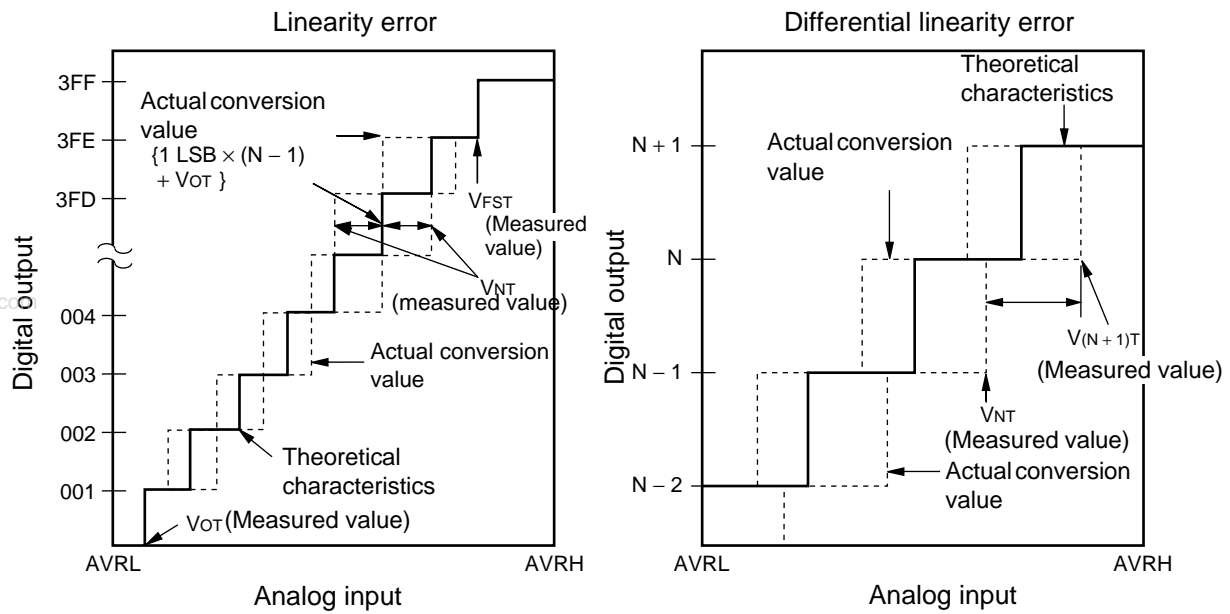 Linearity error
3FF
3FE
3FD
004
003
002
001
Digital output
Actual conversion
value
{1 LSB × (N – 1)
+ VOT }
VFST
(Measured
value)
VNT
(measured value)
Actual conversion
value
Theoretical
characteristics
VOT (Measured value)
AVRL
AVRH
Analog input
Differential linearity error
N + 1
N
N – 1
N – 2
Digital output
Theoretical
characteristics
Actual conversion
value
V(N + 1)T
(Measured value)
VNT
(Measured value)
Actual conversion
value
AVRL
AVRH
Analog input